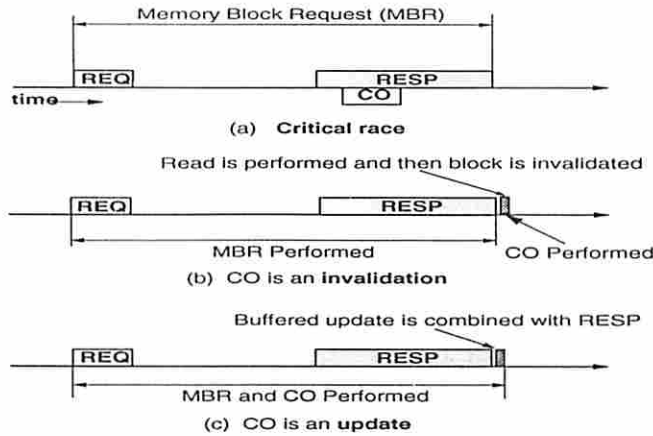 Memory Block Request (MBR)
REQ
RESP
CO
time
(a) Critical race
Read is performed and then block is invalidated
REQ
RESP
MBR Performed
CO Performed
(b) CO is an invalidation
Buffered update is combined with RESP
REQ
RESP
MBR and CO Performed
(c) CO is an update